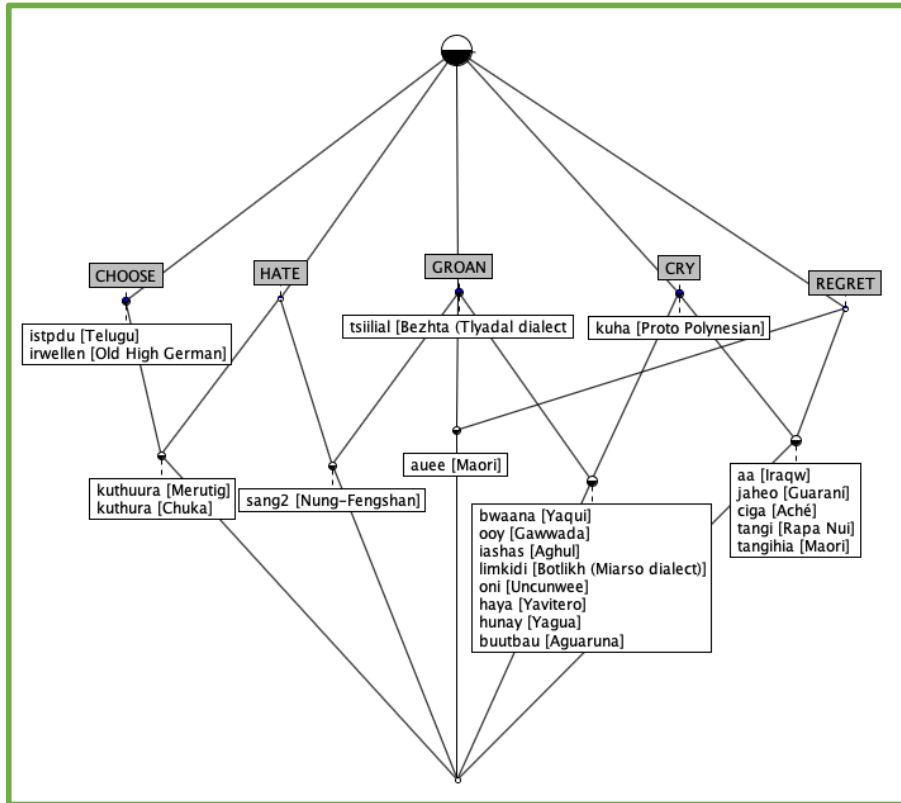 CHOOSE
HATE
GROAN
CRY
REGRET
istpdu [Telugu]
irwellen [Old High German]
tsiilial [Bezhta (Tlyadal dialect
kuha [Proto Polynesian]
kuthuura [Merutig]
kuthura [Chuka]
sang2 [Nung-Fengshan]
auee [Maori]
bwaana [Yaqui]
ooy [Gawwada]
iashas [Aghul]
limkidi [Botlikh (Miarso dialect)]
oni [Uncunwee]
haya [Yavitero]
hunay [Yagua]
buutbau [Aguaruna]
aa [Iraqw]
jaheo [Guaraní]
ciga [Aché]
tangi [Rapa Nui]
tangihia [Maori]